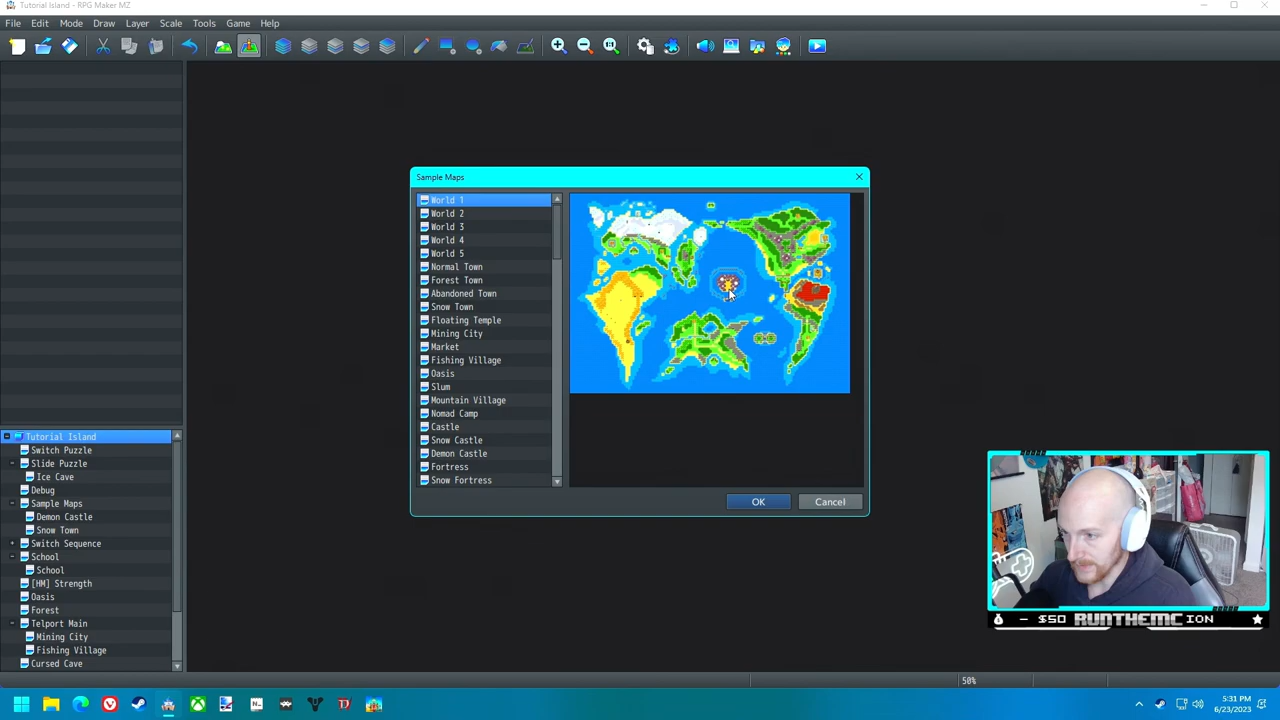 Tutorial Island - RPG Maker MZ
File Edit Mode Draw Layer Scale Tools Game Help
Sample Maps
World 1
World 2
World 3
World 4
World 5
Normal Town
Forest Town
Abandoned Town
Snow Town
Floating Temple
Mining City
Market
Fishing Village
Oasis
Slum
Mountain Village
Nomad Camp
Castle
Snow Castle
Demon Castle
Fortress
Snow Fortress
OK Cancel
Tutorial Island
Switch Puzzle
Slide Puzzle
Ice Cave
Debug
Sample Maps
Demon Castle
Snow Town
Switch Sequence
School
School
[HM] Strength
Oasis
Forest
Telport Main
Mining City
Fishing Village
Cursed Cave
$50 RUNTHEMC ION
50%
5:31 PM
6/23/2023